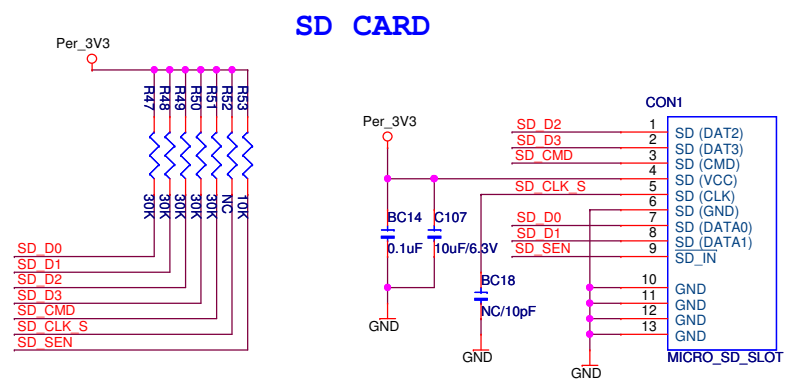 SD CARD
Per_3V3
R47
R48
R49
R50
R51
R52
R53
30K
30K
30K
30K
30K
NC
10K
SD_D0
SD_D1
SD_D2
SD_D3
SD_CMD
SD_CLK_S
SD_SEN
Per_3V3
BC14
0.1uF
C107
10uF/6.3V
BC18
NC/10pF
GND
GND
GND
CON1
SD_D2 1 SD (DAT2)
SD_D3 2 SD (DAT3)
SD_CMD 3 SD (CMD)
4 SD (VCC)
SD_CLK_S 5 SD (CLK)
6 SD (GND)
SD_D0 7 SD (DATA0)
SD_D1 8 SD (DATA1)
SD_SEN 9 SD_IN
10 GND
11 GND
12 GND
13 GND
MICRO_SD_SLOT